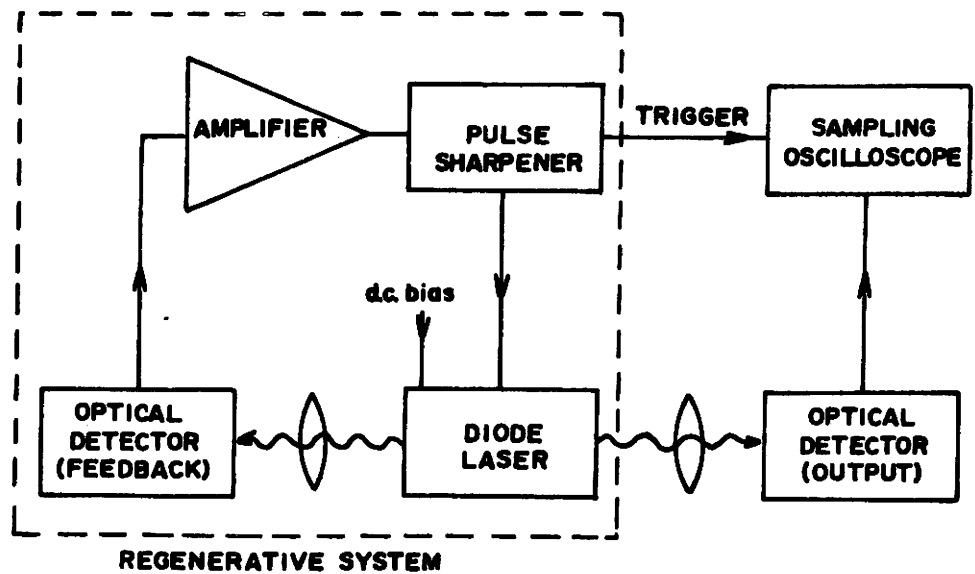 AMPLIFIER
PULSE
SHARPENER
TRIGGER
SAMPLING
OSCILLOSCOPE
d.c. bias
OPTICAL
DETECTOR
(FEEDBACK)
DIODE
LASER
OPTICAL
DETECTOR
(OUTPUT)
REGENERATIVE SYSTEM